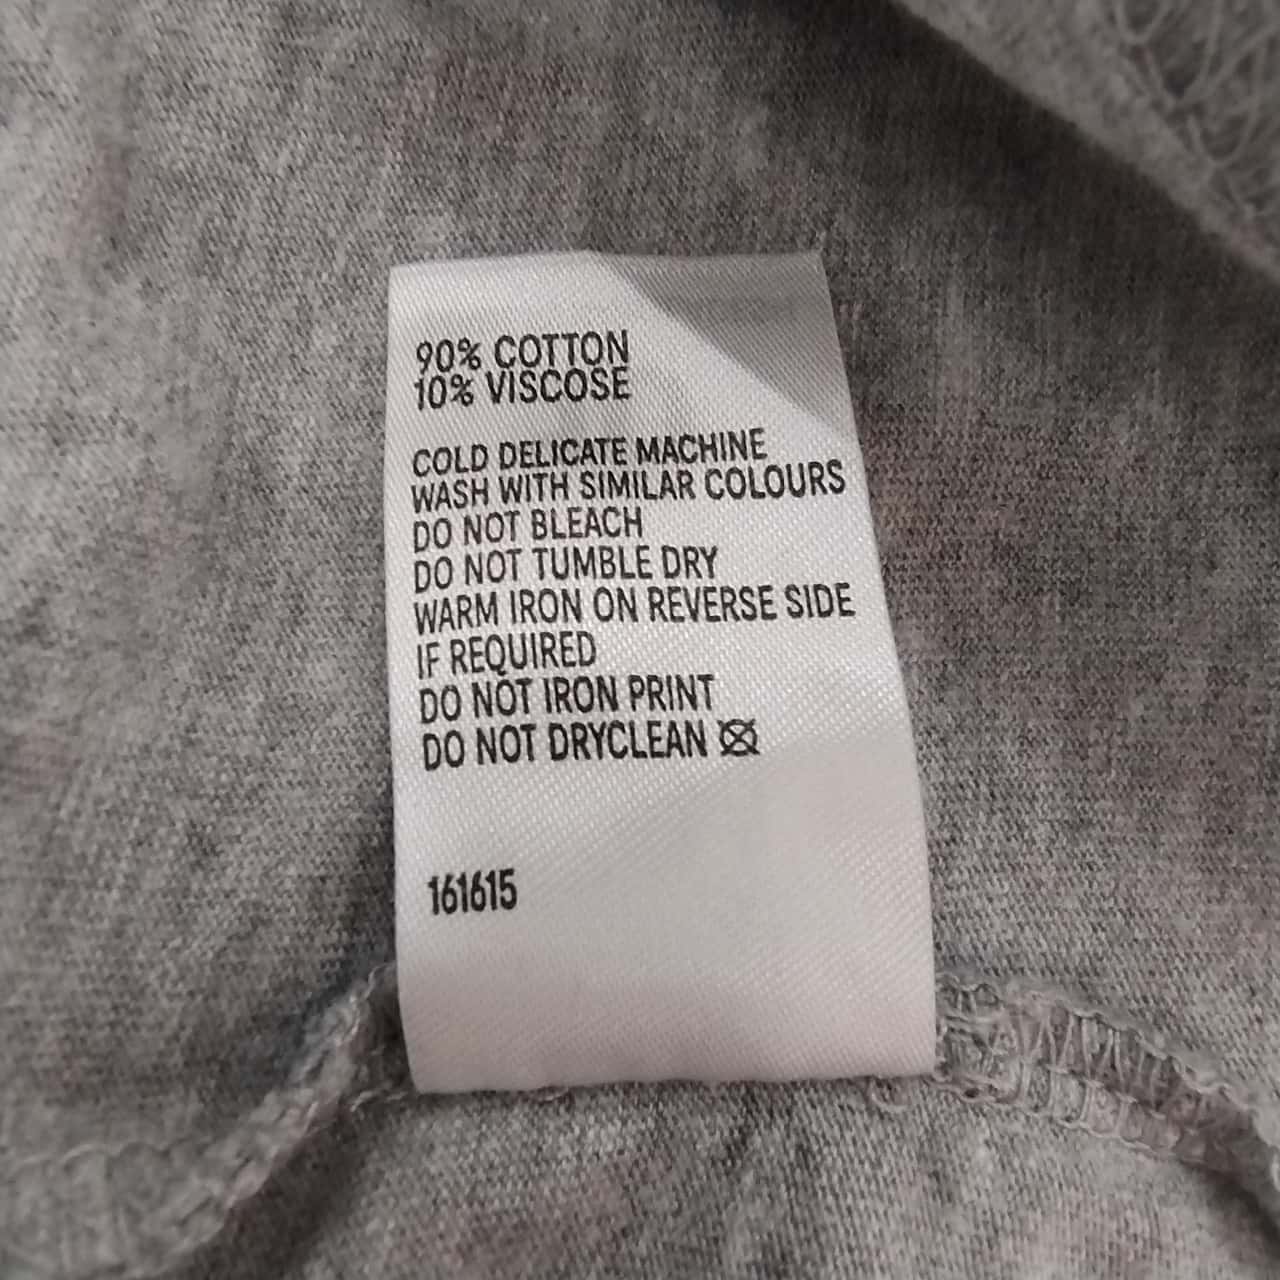 90% COTTON
10% VISCOSE
COLD DELICATE MACHINE
WASH WITH SIMILAR COLOURS
DO NOT BLEACH
DO NOT TUMBLE DRY
WARM IRON ON REVERSE SIDE
IF REQUIRED
DO NOT IRON PRINT
DO NOT DRYCLEAN
161615